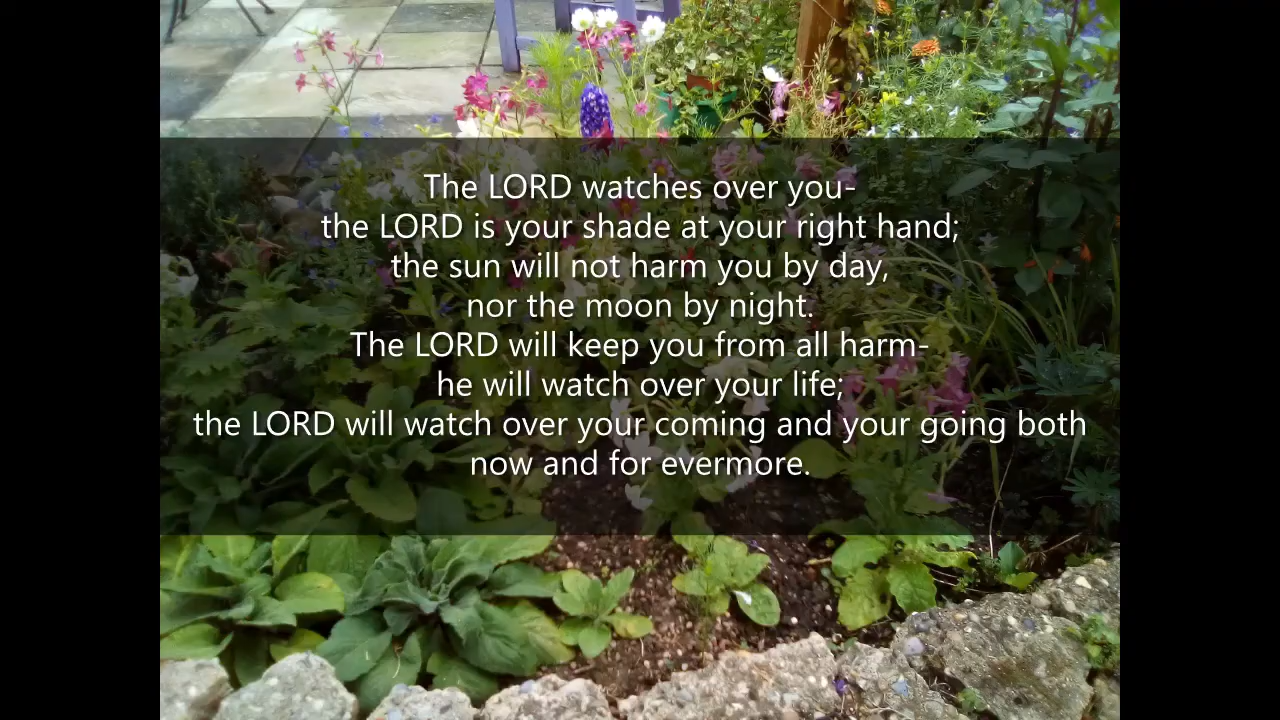 The LORD watches over you-
the LORD is your shade at your right hand;
the sun will not harm you by day,
nor the moon by night.
The LORD will keep you from all harm-
he will watch over your life;
the LORD will watch over your coming and your going both
now and for evermore.